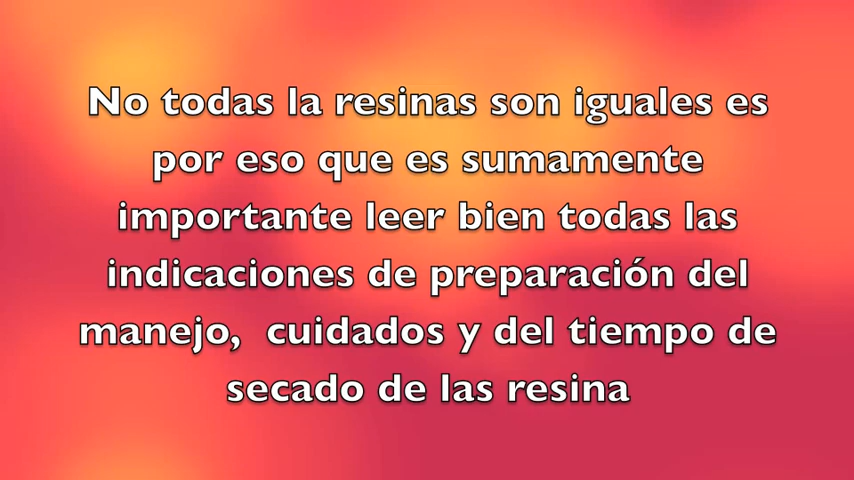 No todas la resinas son iguales es
por eso que es sumamente
importante leer bien todas las
indicaciones de preparación del
manejo,  cuidados y del tiempo de
secado de las resina